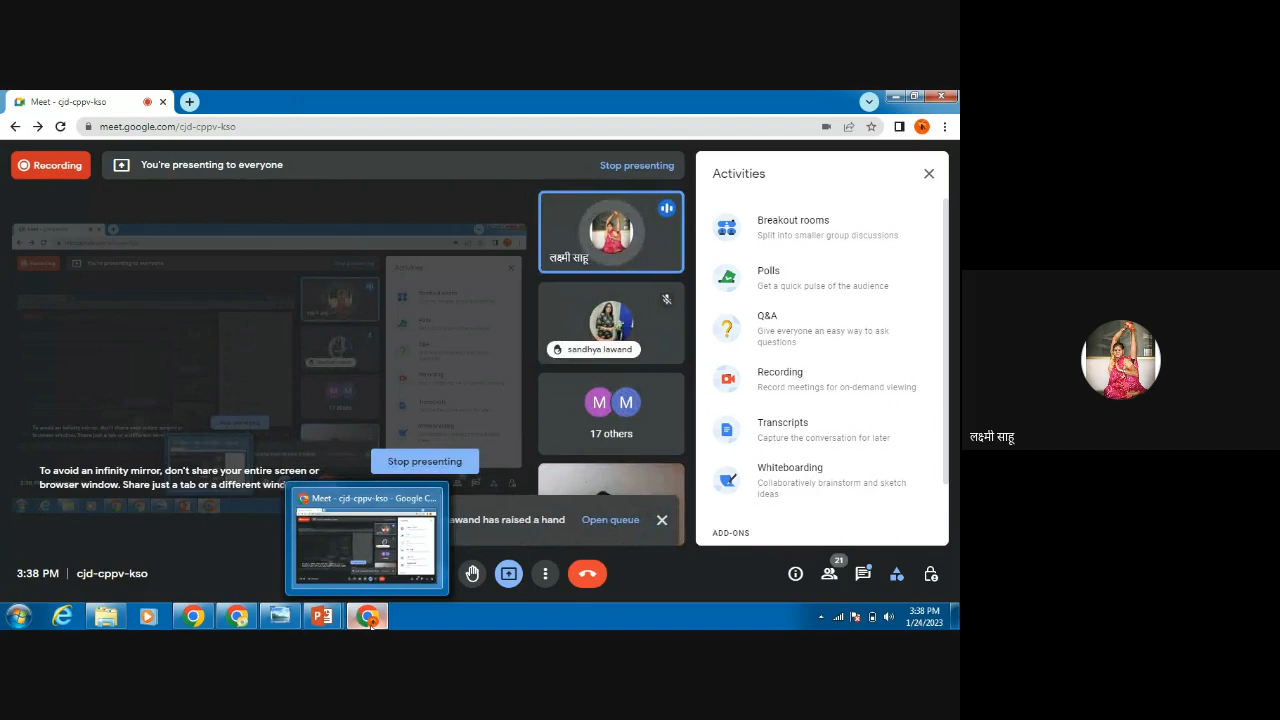 Meet - cjd-cppv-kso
meet.google.com/cjd-cppv-kso
Recording
You're presenting to everyone
Stop presenting
Activities
Breakout rooms
Split into smaller group discussions
Polls
Get a quick pulse of the audience
Q&A
Give everyone an easy way to ask
questions
Recording
Record meetings for on-demand viewing
Transcripts
Capture the conversation for later
Whiteboarding
Collaboratively brainstorm and sketch
ideas
ADD-ONS
लक्ष्मी साहू
sandhya lawand
M M
17 others
Stop presenting
To avoid an infinity mirror, don't share your entire screen or
browser window. Share just a tab or a different
Meet - cjd-cppv-kso - Google C...
has raised a hand
Open queue
3:38 PM | cjd-cppv-kso
21
3:38 PM
1/24/2023
लक्ष्मी साहू